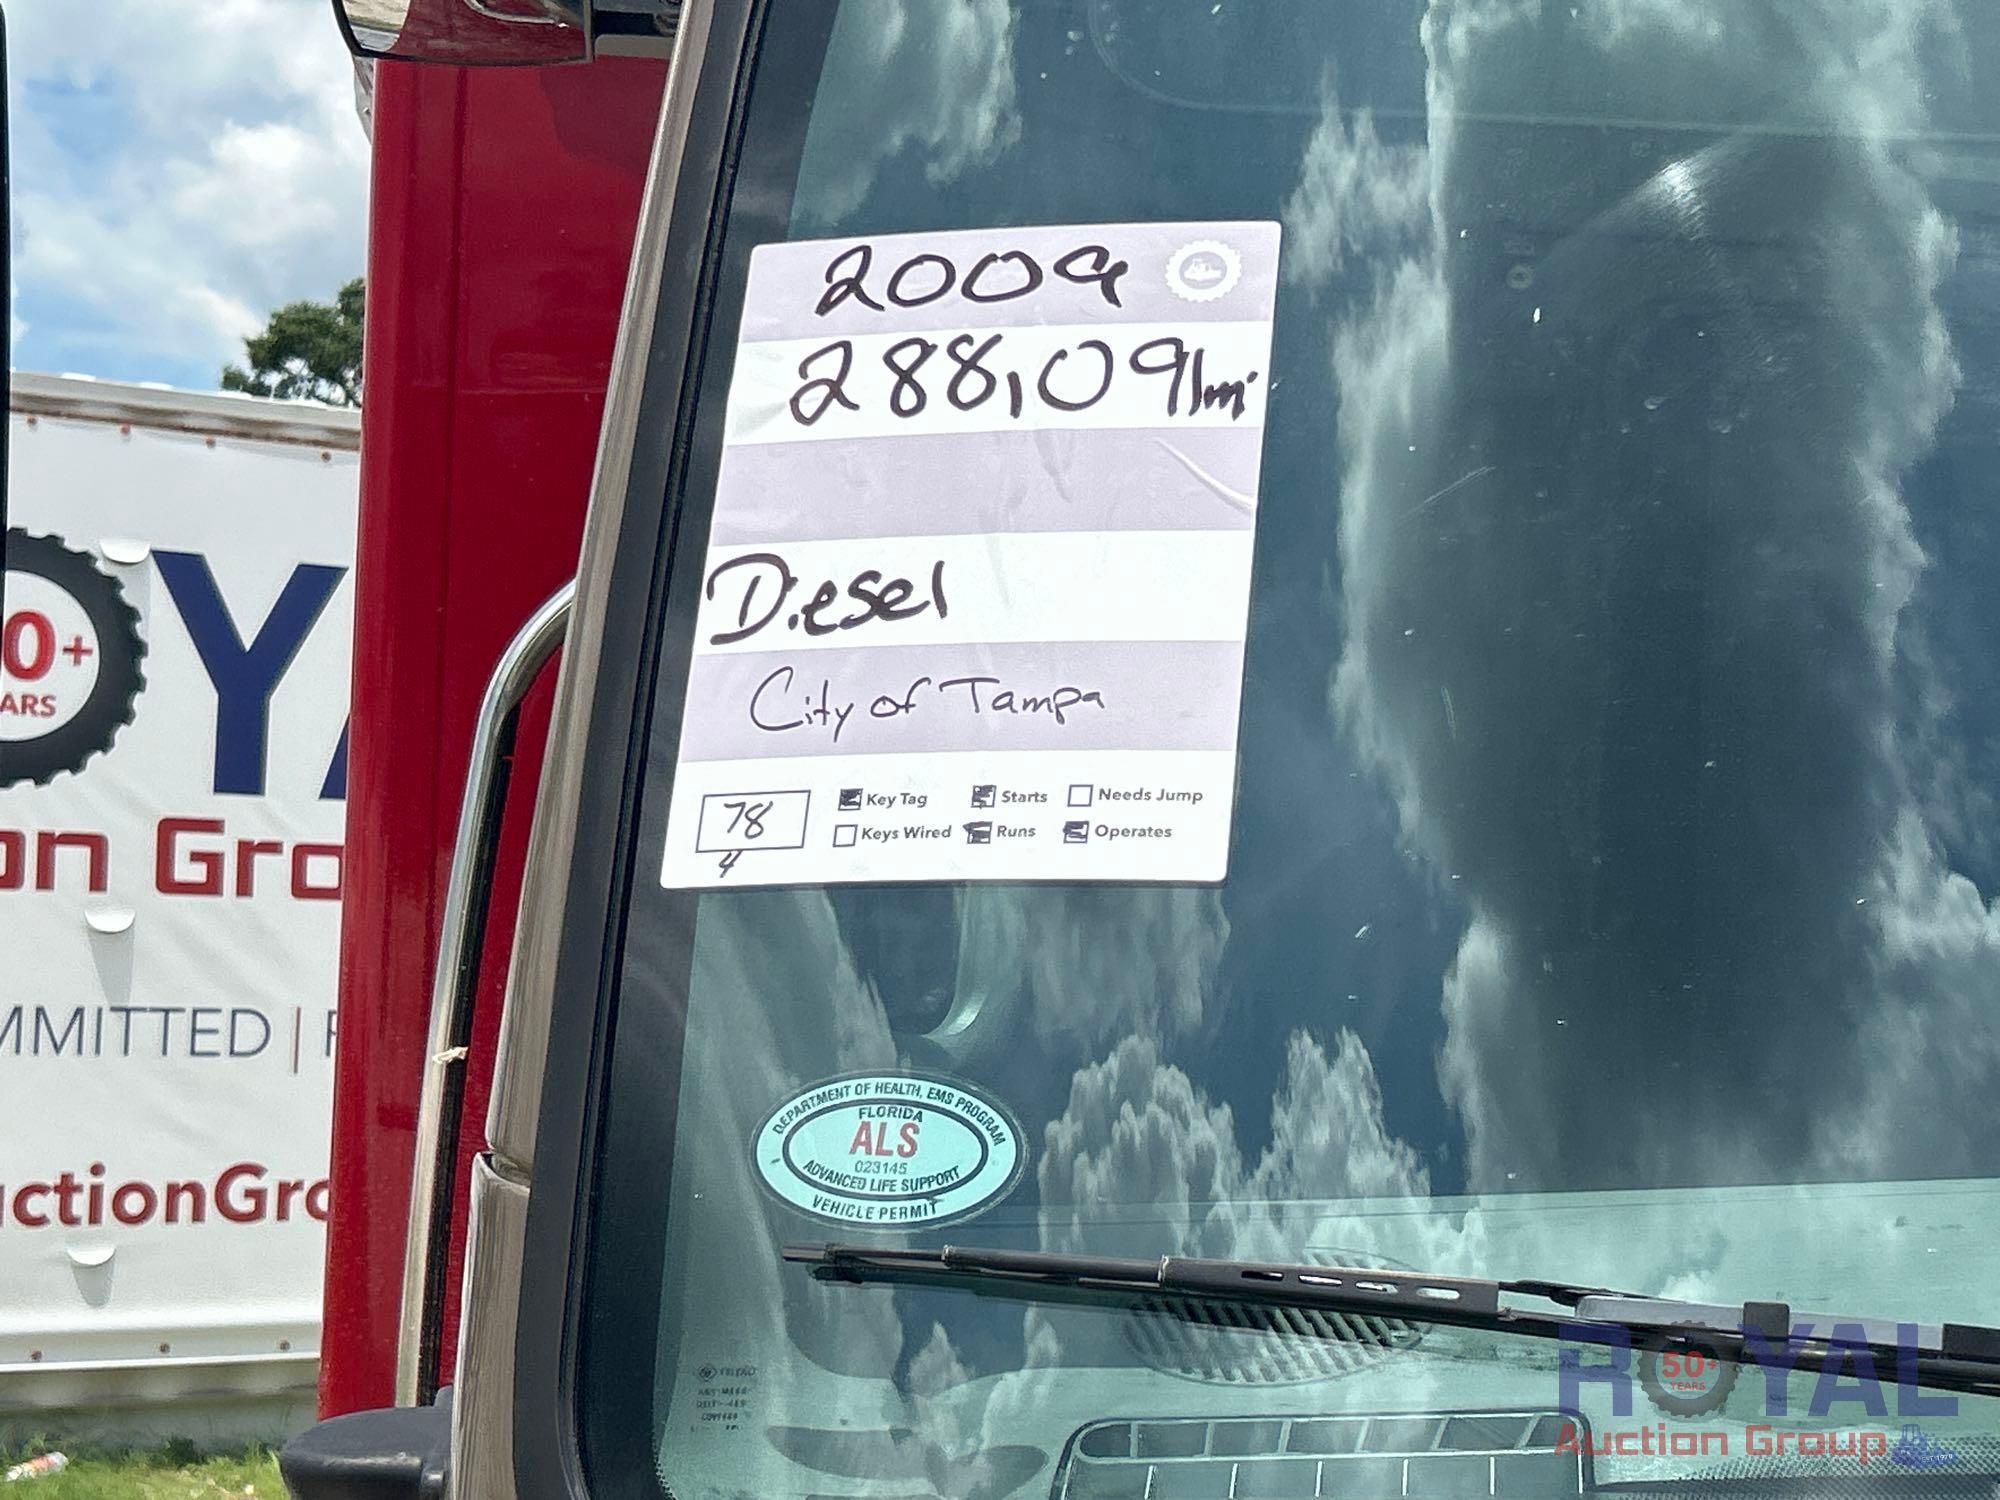 2009
288,091mi
Diesel
City of Tampa
78
4
Key Tag
Starts
Needs Jump
Keys Wired
Runs
Operates
DEPARTMENT OF HEALTH, EMS PROGRAM
FLORIDA
ALS
023145
ADVANCED LIFE SUPPORT
VEHICLE PERMIT
0+
ARS
OY
on Gro
MMITTED | F
uctionGro
ROYAL
50+
YEARS
Auction Group